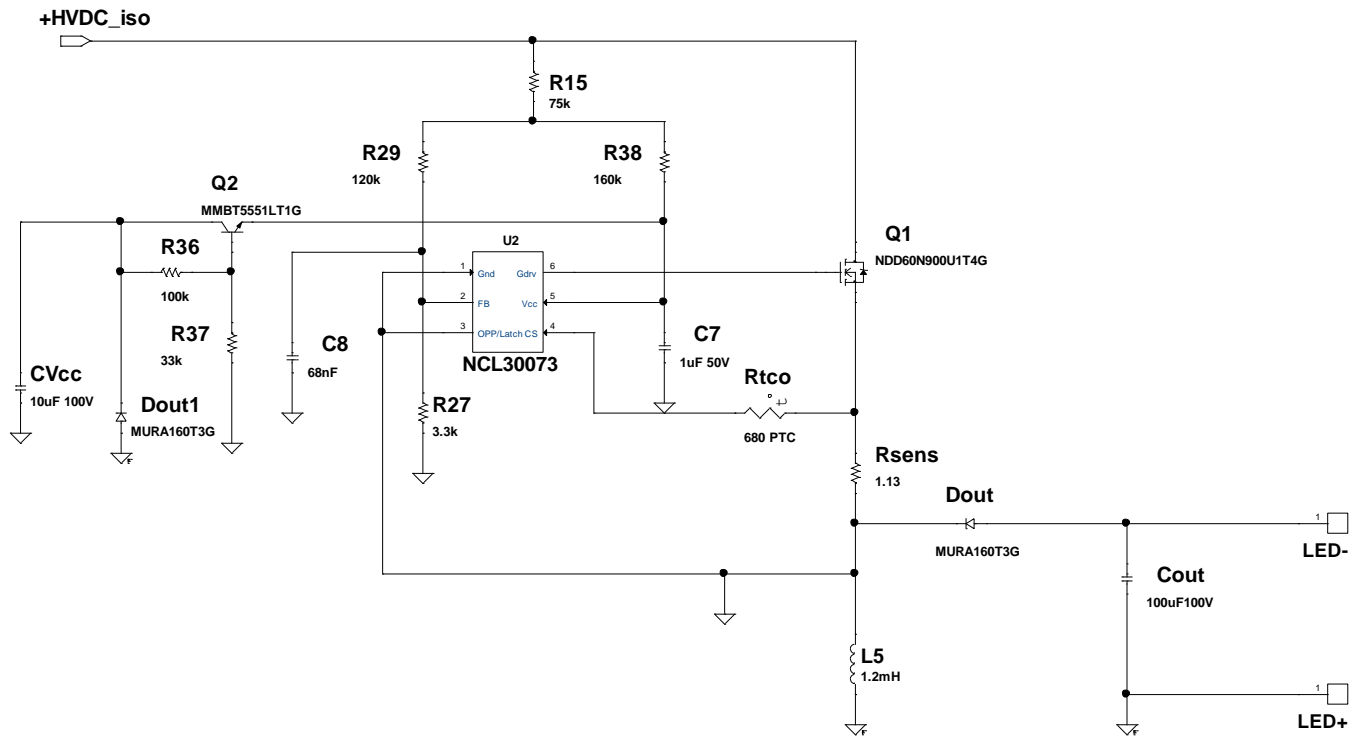 +HVDC_iso
R15
75k
R29
120k
R38
160k
Q2
MMBT5551LT1G
R36
100k
R37
33k
CVcc
10uF 100V
Dout1
MURA160T3G
F
C8
68nF
R27
3.3k
U2
1
Gnd
Gdrv
6
2
FB
Vcc
5
3
OPP/Latch CS
4
NCL30073
C7
1uF 50V
Q1
NDD60N900U1T4G
Rtco
t
680 PTC
Rsens
1.13
Dout
MURA160T3G
1
LED-
Cout
100uF100V
L5
1.2mH
F
F
1
LED+